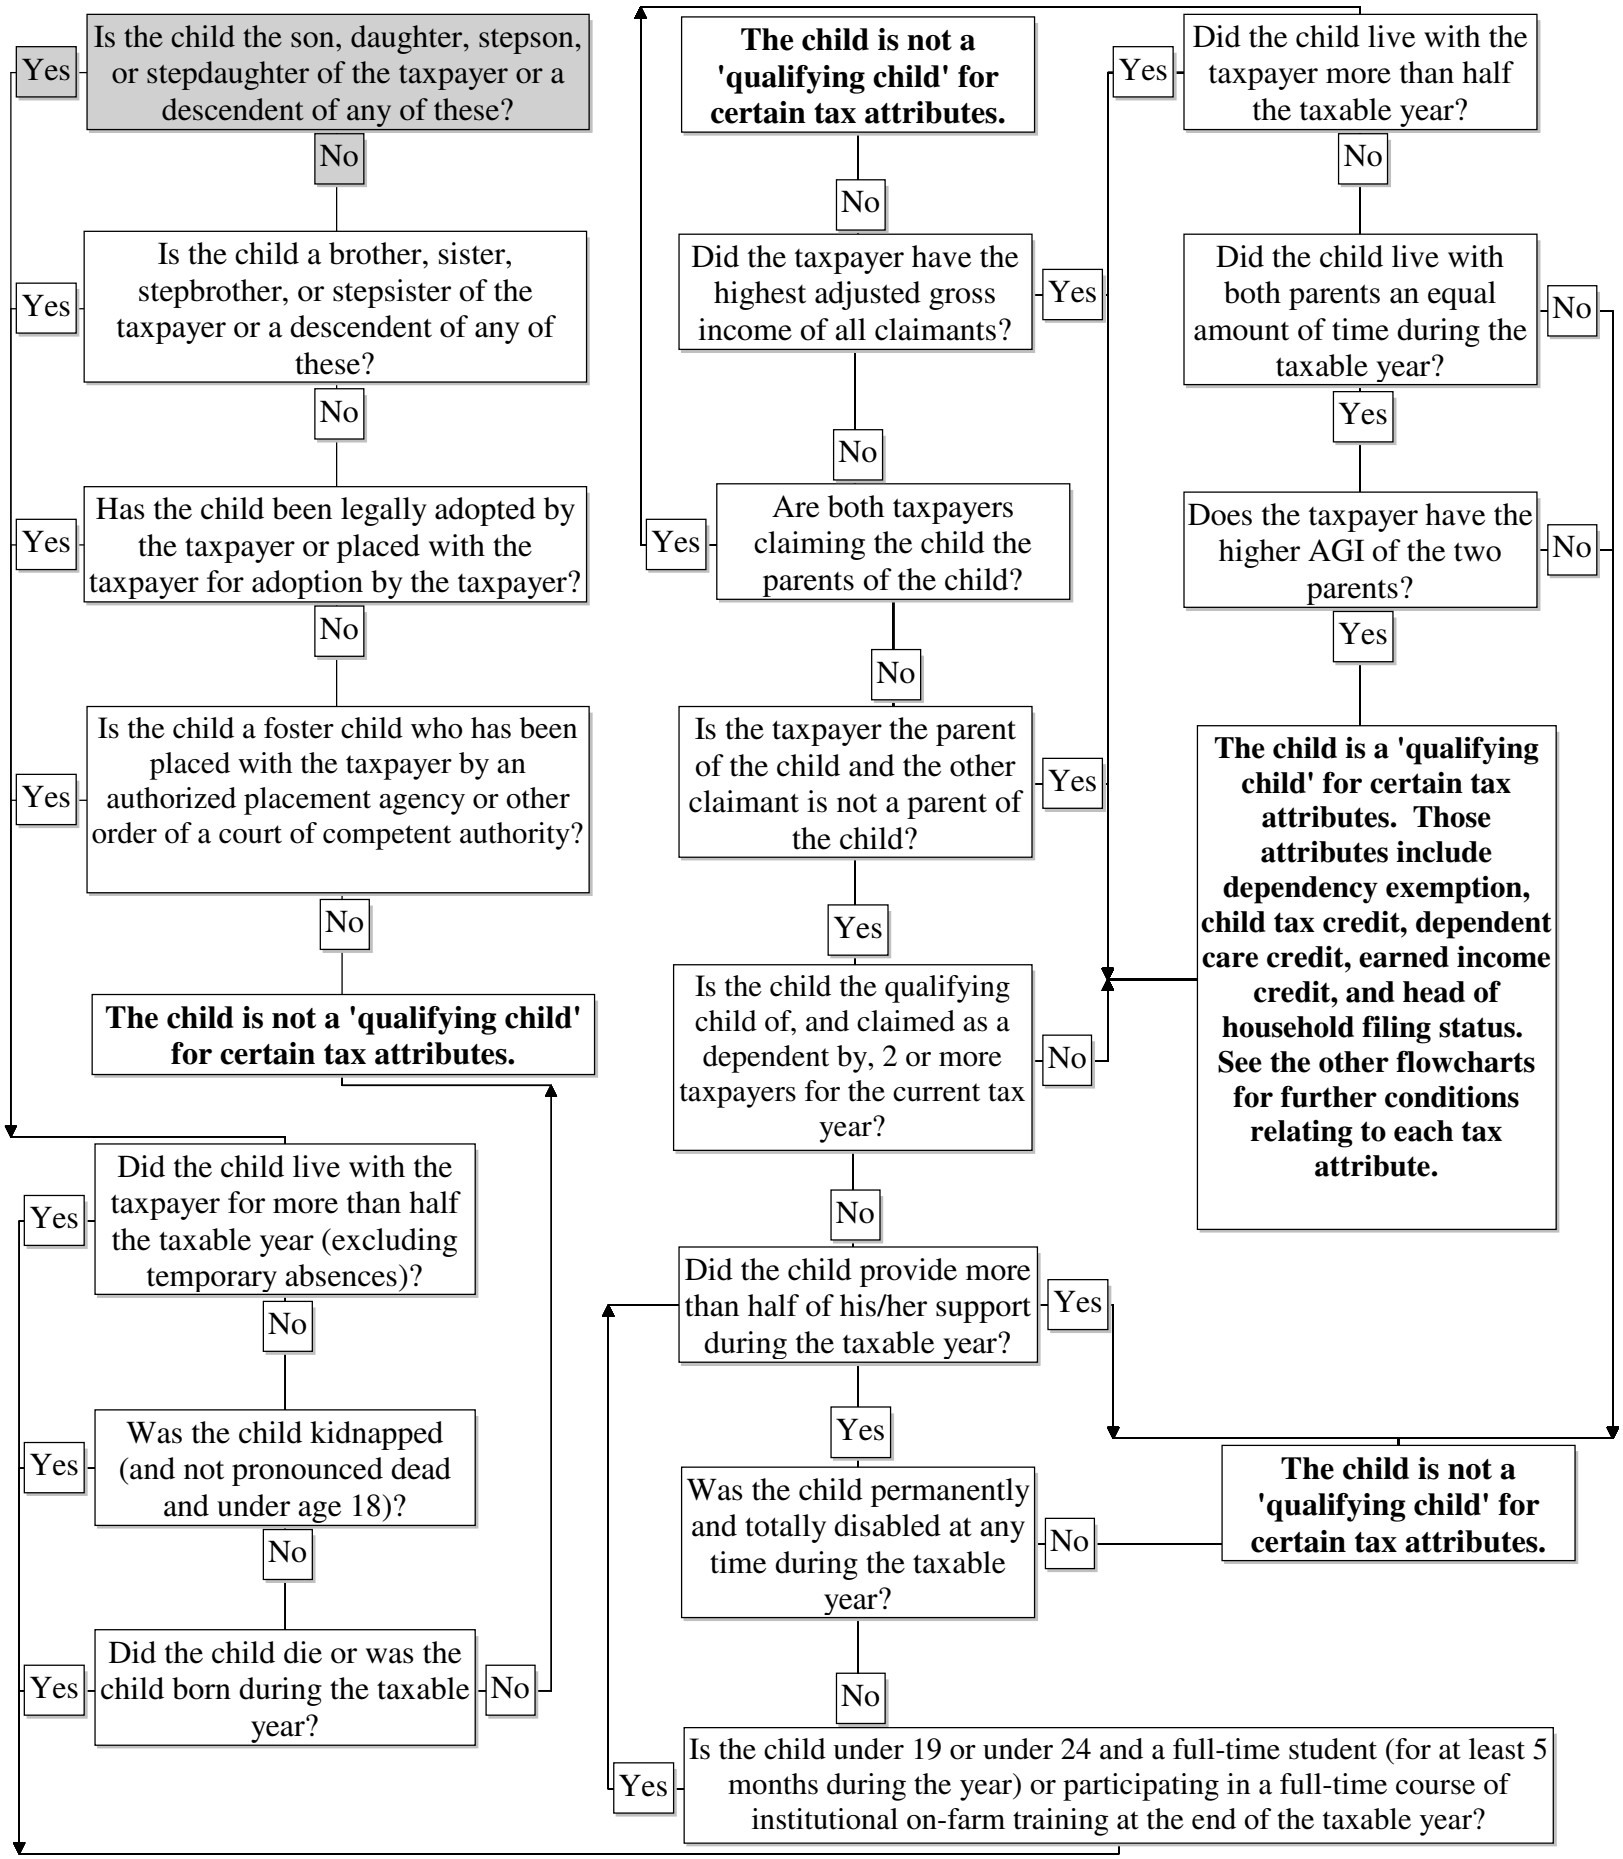 Is the child the son, daughter, stepson,
or stepdaughter of the taxpayer or a
descendent of any of these?
Yes
No
Is the child a brother, sister,
stepbrother, or stepsister of the
taxpayer or a descendent of any of
these?
Yes
No
Has the child been legally adopted by
the taxpayer or placed with the
taxpayer for adoption by the taxpayer?
Yes
No
Is the child a foster child who has been
placed with the taxpayer by an
authorized placement agency or other
order of a court of competent authority?
Yes
No
The child is not a 'qualifying child'
for certain tax attributes.
Did the child live with the
taxpayer for more than half
the taxable year (excluding
temporary absences)?
Yes
No
Was the child kidnapped
(and not pronounced dead
and under age 18)?
Yes
No
Did the child die or was the
child born during the taxable
year?
Yes
No
The child is not a
'qualifying child' for
certain tax attributes.
No
Did the taxpayer have the
highest adjusted gross
income of all claimants?
Yes
No
Are both taxpayers
claiming the child the
parents of the child?
Yes
No
Is the taxpayer the parent
of the child and the other
claimant is not a parent of
the child?
Yes
Yes
Is the child the qualifying
child of, and claimed as a
dependent by, 2 or more
taxpayers for the current tax
year?
No
No
Did the child provide more
than half of his/her support
during the taxable year?
Yes
Yes
Was the child permanently
and totally disabled at any
time during the taxable
year?
No
No
Is the child under 19 or under 24 and a full-time student (for at least 5
months during the year) or participating in a full-time course of
institutional on-farm training at the end of the taxable year?
Yes
Did the child live with the
taxpayer more than half
the taxable year?
Yes
No
Did the child live with
both parents an equal
amount of time during the
taxable year?
No
Yes
Does the taxpayer have the
higher AGI of the two
parents?
No
Yes
The child is a 'qualifying
child' for certain tax
attributes. Those
attributes include
dependency exemption,
child tax credit, dependent
care credit, earned income
credit, and head of
household filing status.
See the other flowcharts
for further conditions
relating to each tax
attribute.
The child is not a
'qualifying child' for
certain tax attributes.